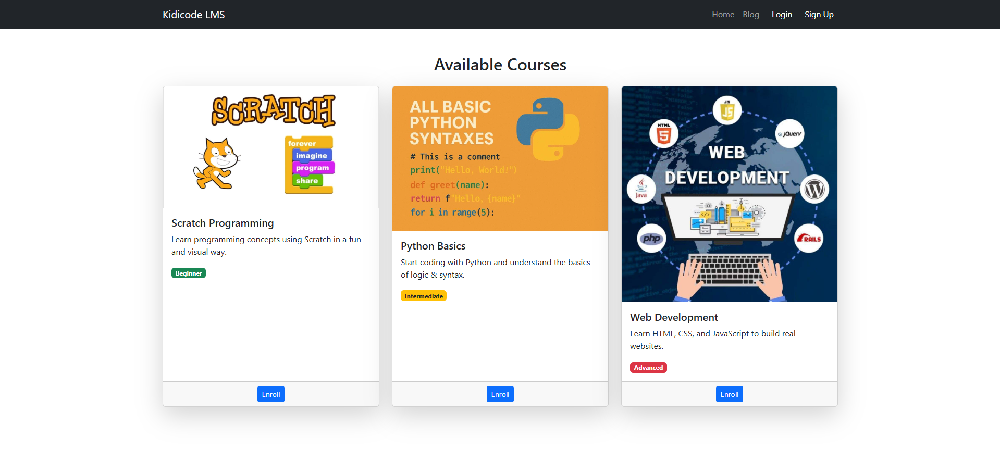 Kidicode LMS
Home Blog Login Sign Up
Available Courses
SCRATCH
forever
imagine
program
share
Scratch Programming
Learn programming concepts using Scratch in a fun
and visual way.
Beginner
Enroll
ALL BASIC
PYTHON
SYNTAXES
# This is a comment
print("Hello, World!")
def greet(name):
return f"Hello, {name}"
for i in range(5):
Python Basics
Start coding with Python and understand the basics
of logic & syntax.
Intermediate
Enroll
JS
JS
HTML
5
jQuery
WEB
DEVELOPMENT
Java
php
RAILS
Web Development
Learn HTML, CSS, and JavaScript to build real
websites.
Advanced
Enroll